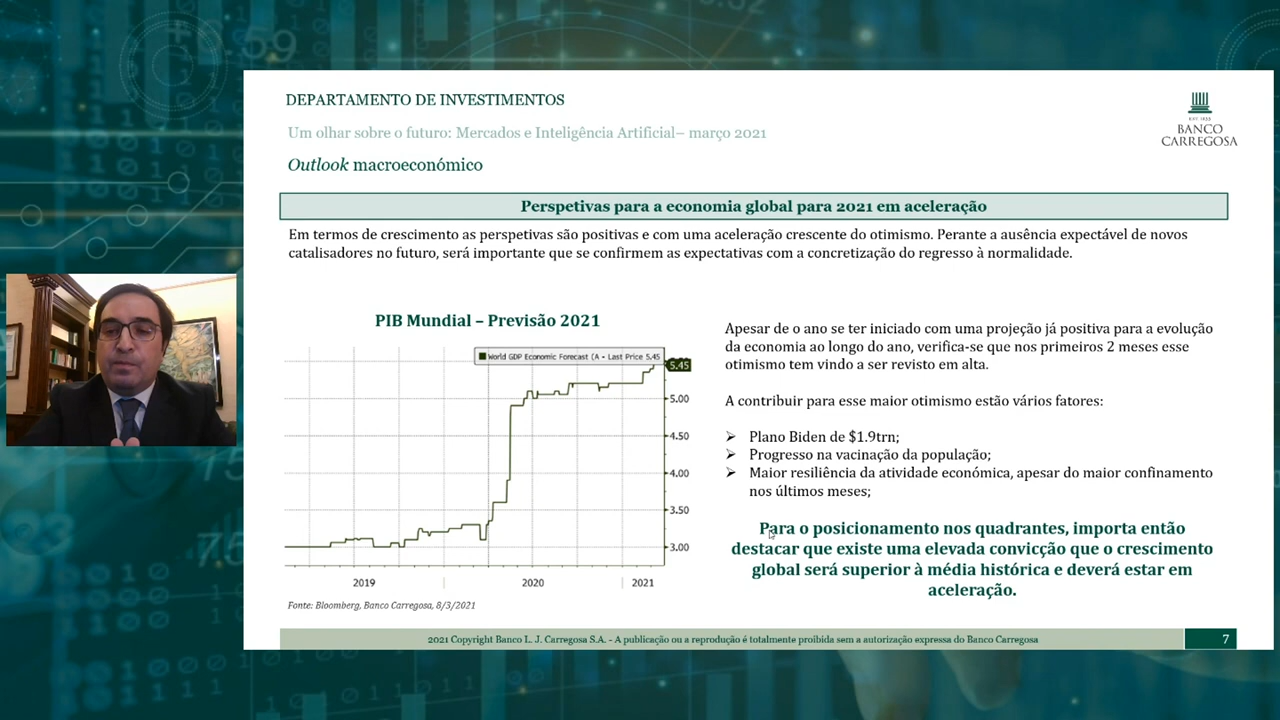 DEPARTAMENTO DE INVESTIMENTOS
Um olhar sobre o futuro: Mercados e Inteligência Artificial– março 2021
Outlook macroeconómico
BANCO
CARREGOSA
Perspetivas para a economia global para 2021 em aceleração
Em termos de crescimento as perspetivas são positivas e com uma aceleração crescente do otimismo. Perante a ausência expectável de novos
catalisadores no futuro, será importante que se confirmem as expectativas com a concretização do regresso à normalidade.
PIB Mundial – Previsão 2021
World GDP Economic Forecast (A - Last Price 5.45
5.45
5.00
4.50
4.00
3.50
3.00
2019
2020
2021
Fonte: Bloomberg, Banco Carregosa, 8/3/2021
Apesar de o ano se ter iniciado com uma projeção já positiva para a evolução
da economia ao longo do ano, verifica-se que nos primeiros 2 meses esse
otimismo tem vindo a ser revisto em alta.
A contribuir para esse maior otimismo estão vários fatores:
Plano Biden de $1.9trn;
Progresso na vacinação da população;
Maior resiliência da atividade económica, apesar do maior confinamento
nos últimos meses;
Para o posicionamento nos quadrantes, importa então
destacar que existe uma elevada convicção que o crescimento
global será superior à média histórica e deverá estar em
aceleração.
2021 Copyright Banco L. J. Carregosa S.A. - A publicação ou a reprodução é totalmente proibida sem a autorização expressa do Banco Carregosa
7